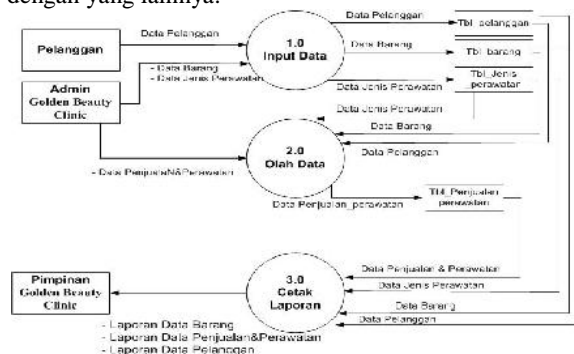 dengan yang lainnya.
Data Pelanggan
Tbl_pelanggan
Pelanggan
Data Pelanggan
1.0
Input Data
Data Barang
Tbl_barang
- Data Barang
- Data Jenis Perawatan
Data Jenis Perawatan
Tbl_Jenis
perawatan
Admin
Golden Beauty
Clinic
Data Jenis Perawatan
Data Barang
Data Pelanggan
2.0
Olah Data
- Data PenjualaN&Perawatan
Data Penjualan_perawatan
Tbl_Penjualan
perawatan
Pimpinan
Golden Beauty
Clinic
3.0
Cetak
Laporan
Data Penjualan & Perawatan
Data Jenis Perawatan
Data Barang
Data Pelanggan
- Laporan Data Barang
- Laporan Data Penjualan&Perawatan
- Laporan Data Pelanggan